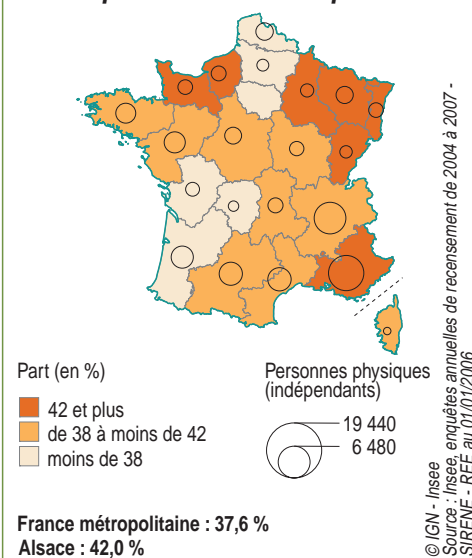 Part (en %)
42 et plus
de 38 à moins de 42
moins de 38
Personnes physiques
(indépendants)
19 440
6 480
France métropolitaine : 37,6 %
Alsace : 42,0 %
© IGN - Insee
Source : Insee, enquêtes annuelles de recensement de 2004 à 2007 -
SIRENE - REE au 01/01/2006